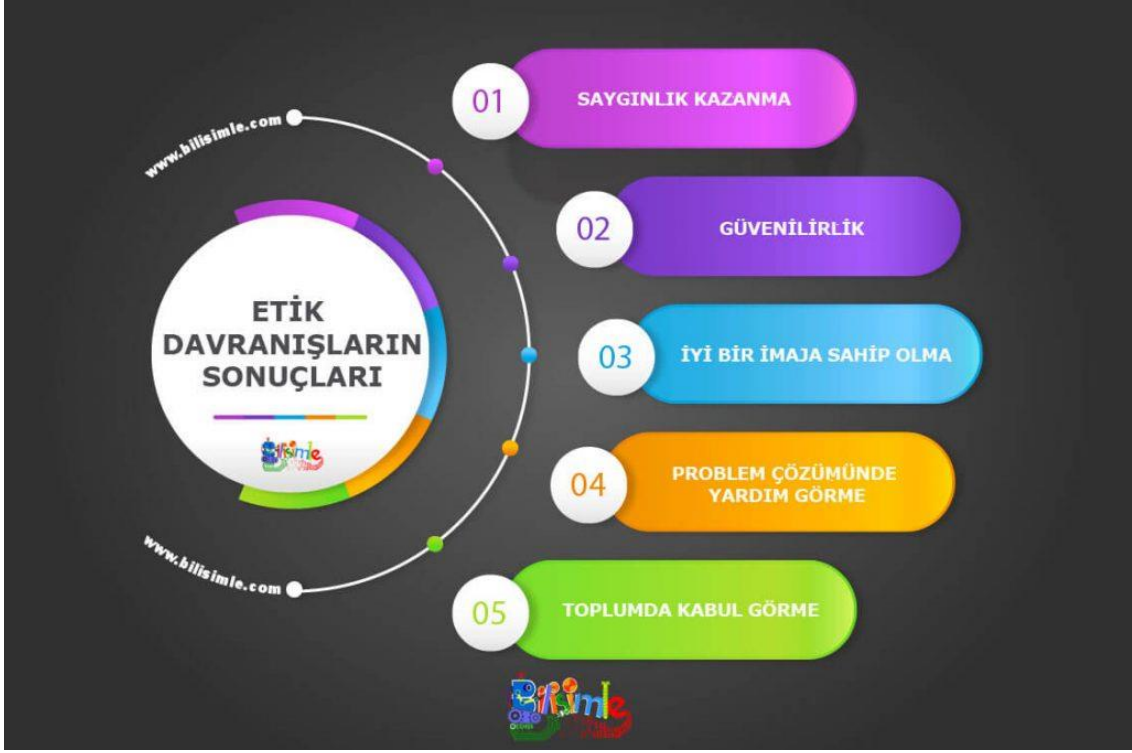 www.bilisimle.com
ETİK
DAVRANIŞLARIN
SONUÇLARI
Bilisimle
www.bilisimle.com
01
SAYGINLIK KAZANMA
02
GÜVENİLİRLİK
03
İYİ BİR İMAJA SAHİP OLMA
04
PROBLEM ÇÖZÜMÜNDE
YARDIM GÖRME
05
TOPLUMDA KABUL GÖRME
Bilisimle